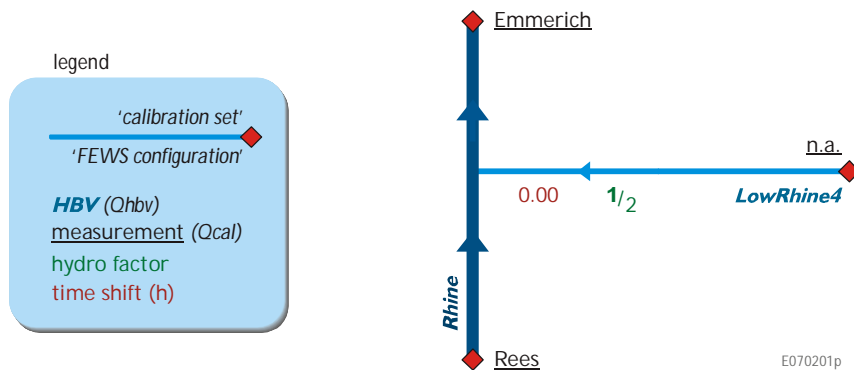 legend
'calibration set'
'FEWS configuration'
HBV (Qhbv)
measurement (Qcal)
hydro factor
time shift (h)
Emmerich
n.a.
0.00
1/2
LowRhine4
Rhine
Rees
E070201p